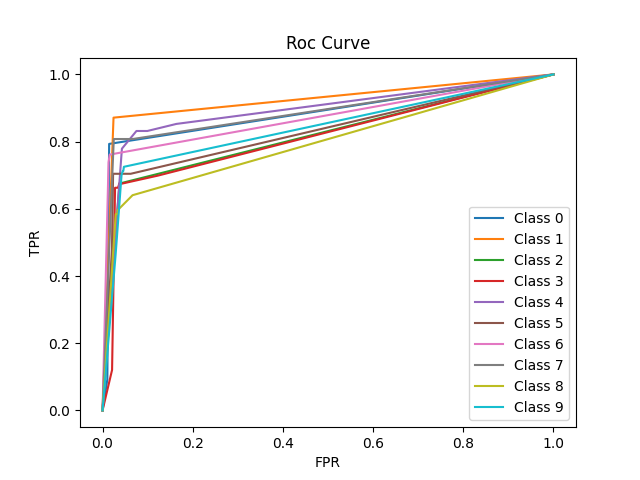 Roc Curve
1.0
0.8
0.6
0.4
0.2
0.0
TPR
Class 0
Class 1
Class 2
Class 3
Class 4
Class 5
Class 6
Class 7
Class 8
Class 9
0.0 0.2 0.4 0.6 0.8 1.0
FPR